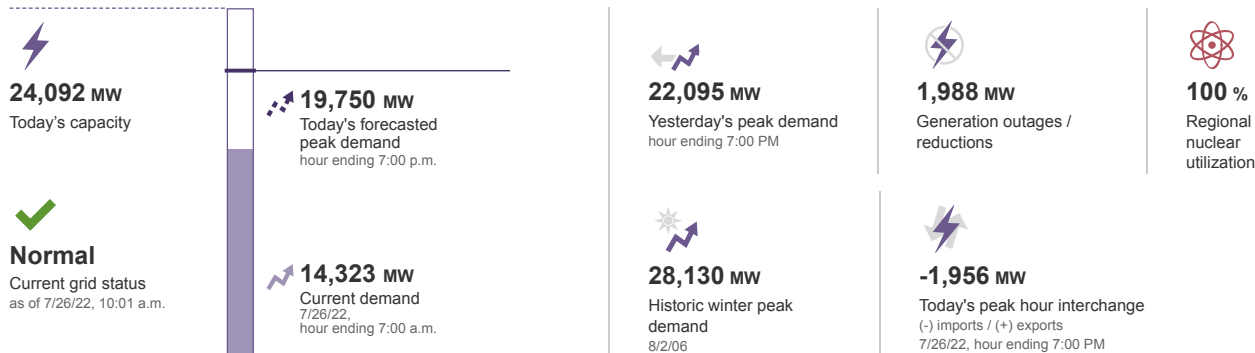 24,092 MW
Today's capacity
Normal
Current grid status
as of 7/26/22, 10:01 a.m.
19,750 MW
Today's forecasted
peak demand
hour ending 7:00 p.m.
14,323 MW
Current demand
7/26/22,
hour ending 7:00 a.m.
22,095 MW
Yesterday's peak demand
hour ending 7:00 PM
1,988 MW
Generation outages /
reductions
100 %
Regional
nuclear
utilization
28,130 MW
Historic winter peak
demand
8/2/06
-1,956 MW
Today's peak hour interchange
(-) imports / (+) exports
7/26/22, hour ending 7:00 PM